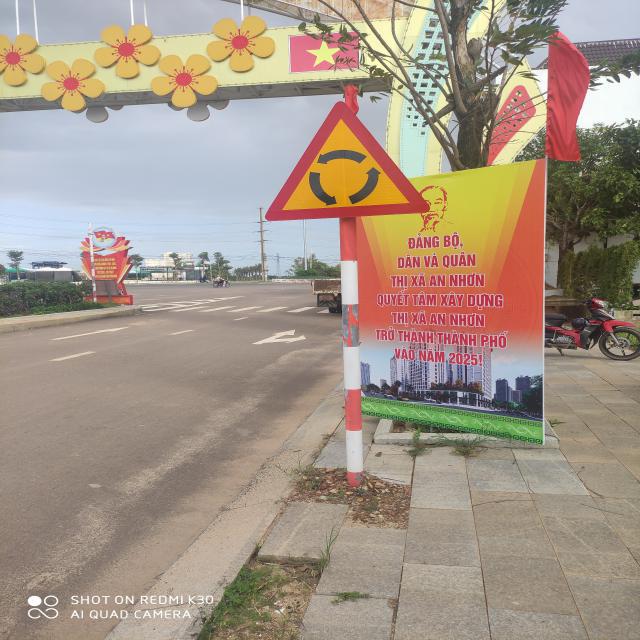 ĐẢNG BỘ,
DÂN VÀ QUÂN
THỊ XÃ AN NHƠN
QUYẾT TÂM XÂY DỰNG
THỊ XÃ AN NHƠN
TRỞ THÀNH THÀNH PHỐ
VÀO NĂM 2025!
SHOT ON REDMI K30
AI QUAD CAMERA